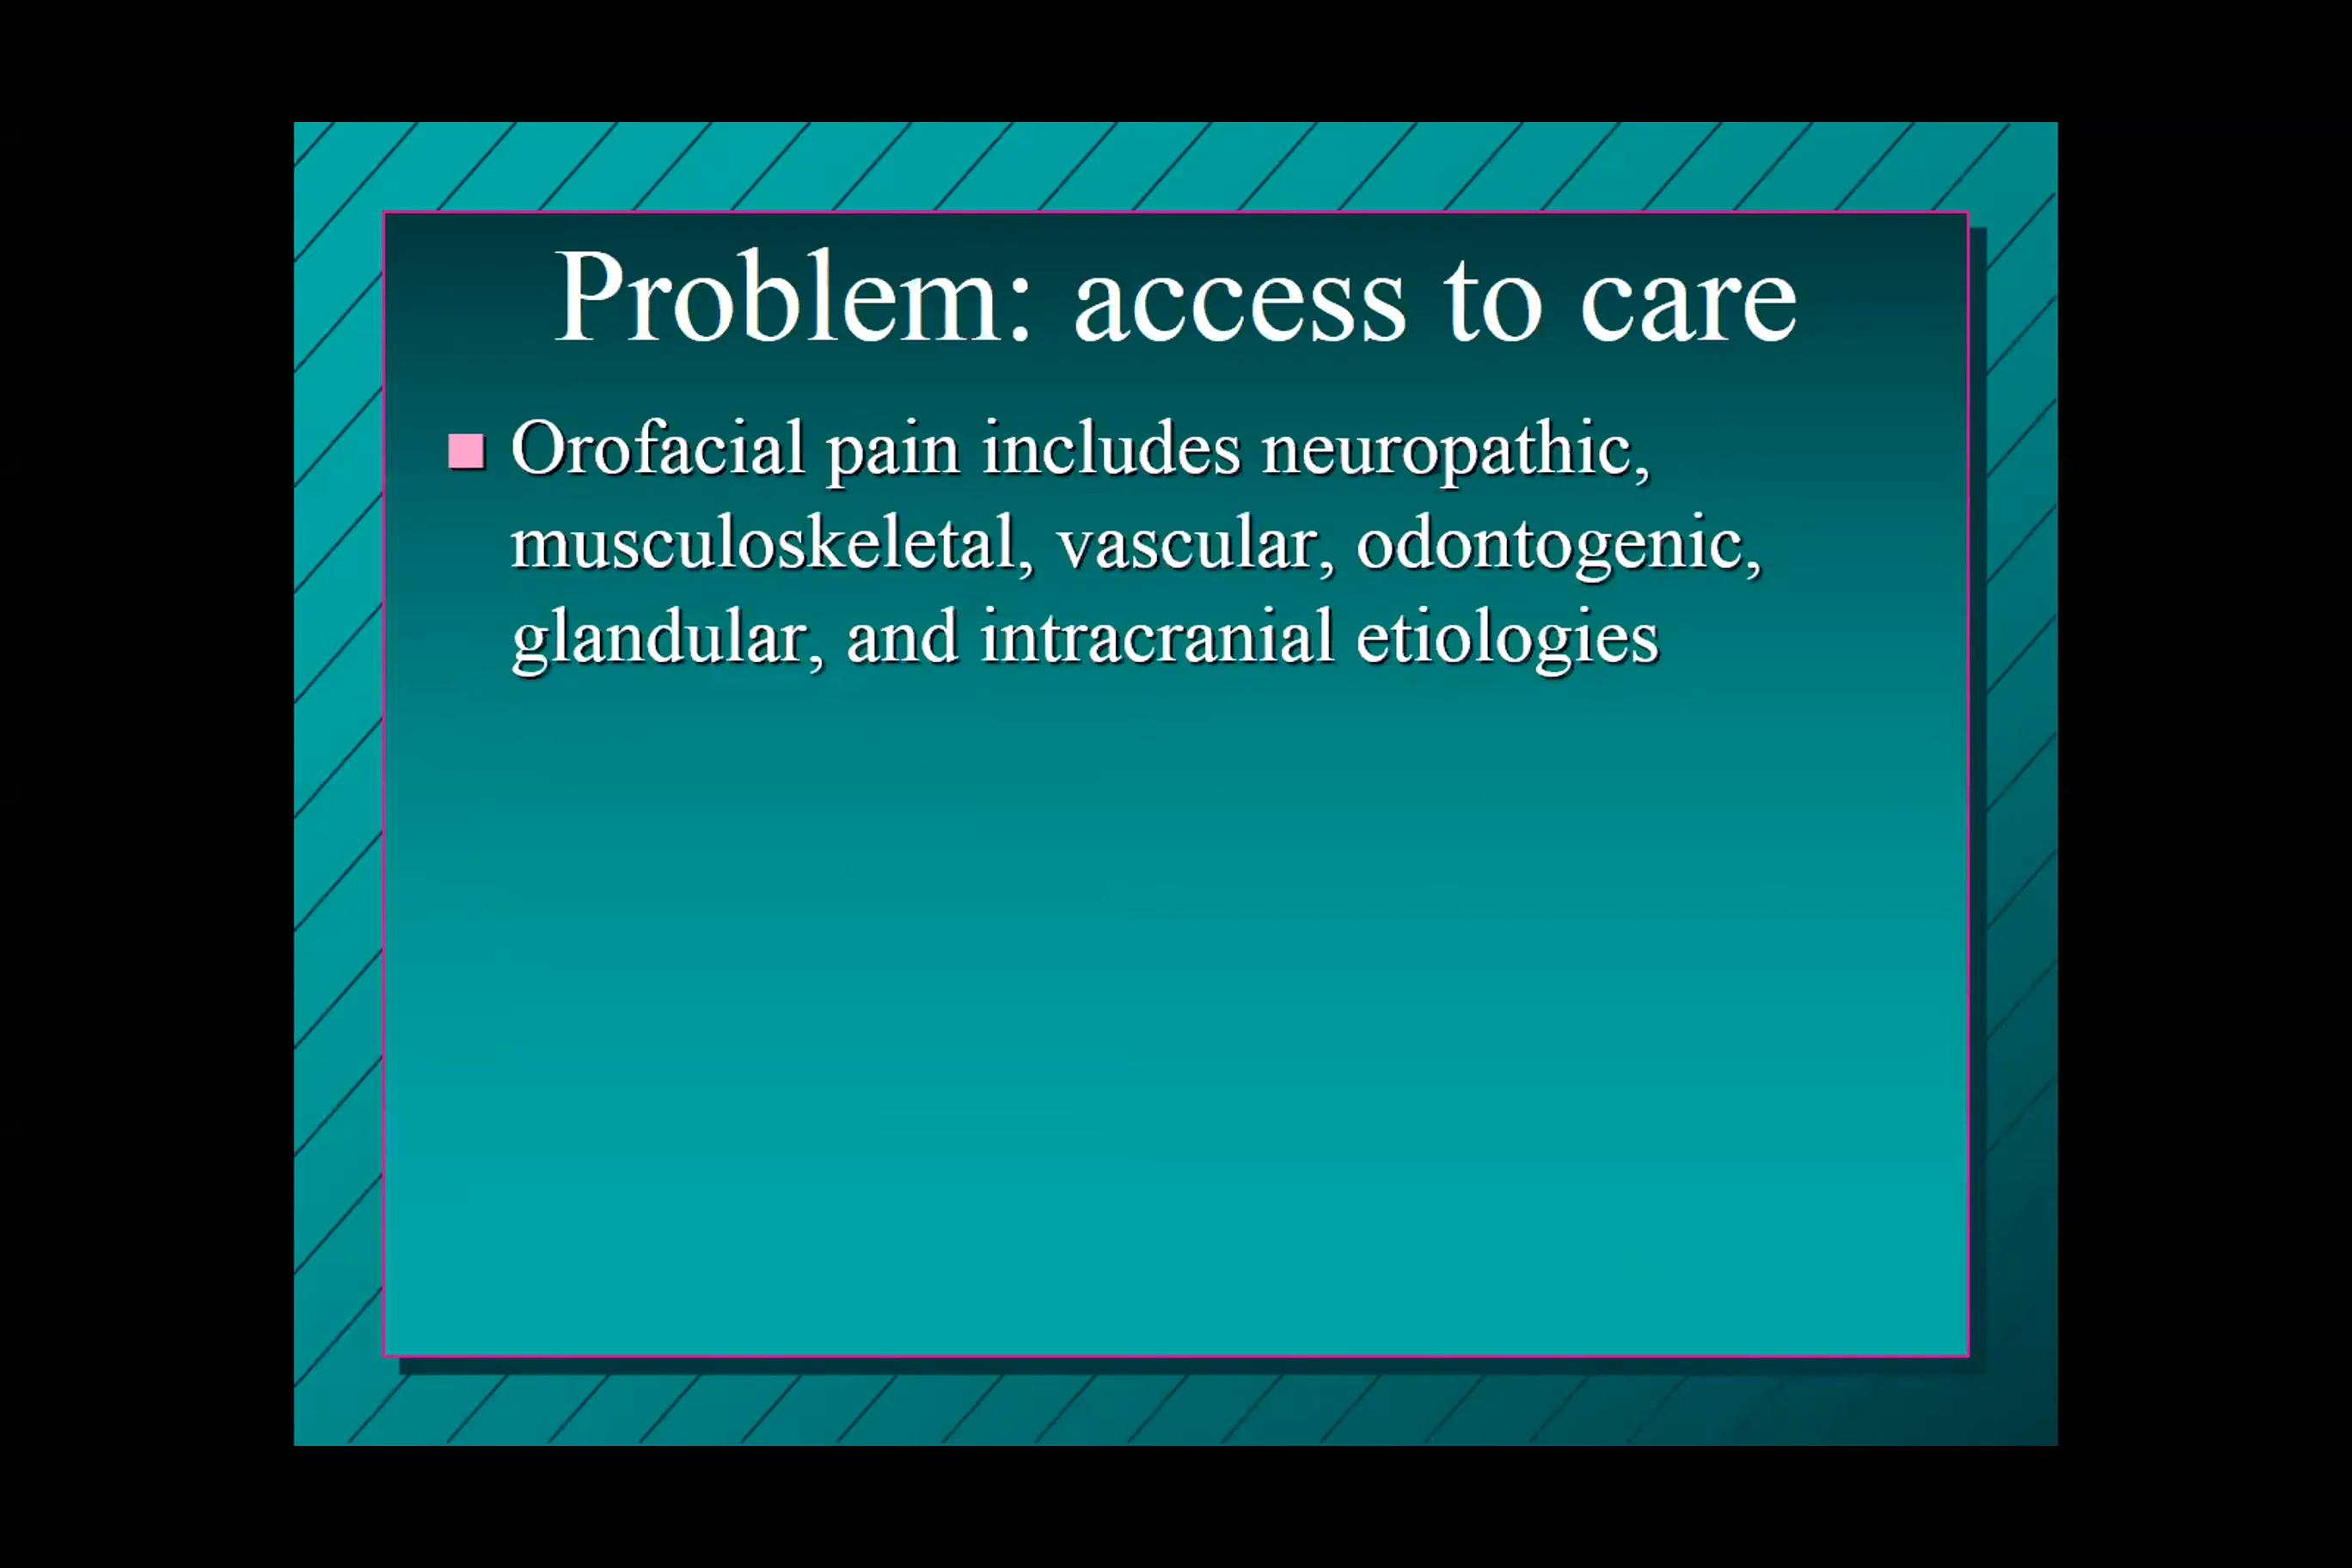 Problem: access to care
Orofacial pain includes neuropathic,
musculoskeletal, vascular, odontogenic,
glandular, and intracranial etiologies